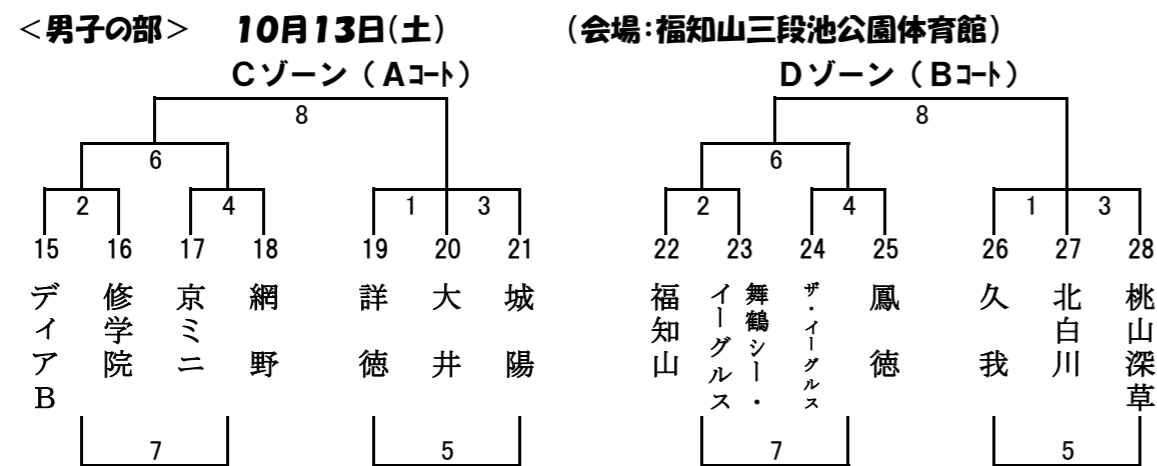 ＜男子の部＞　10月13日(土)　（会場:福知山三段池公園体育館）
Cゾーン（Aｺｰﾄ）　Dゾーン（Bｺｰﾄ）
8　8
6　6
2　4　1　3　2　4　1　3
15　16　17　18　19　20　21　22　23　24　25　26　27　28
ディアB
修学院
京ミニ
網野
詳徳
大井
城陽
福知山
舞鶴シー・
イーグルス
ザ・イーグルス
鳳徳
久我
北白川
桃山深草
7　5　7　5